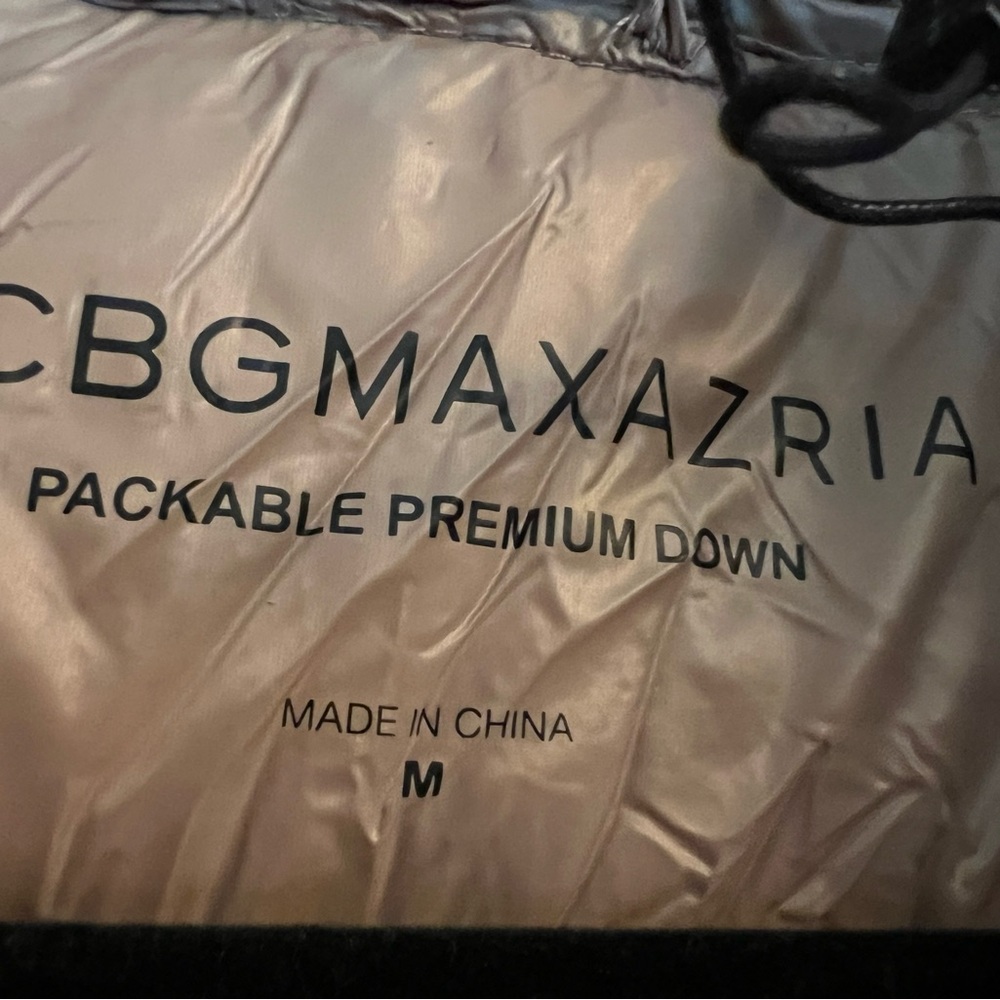 CBGMAXAZRIA
PACKABLE PREMIUM DOWN
MADE IN CHINA
M